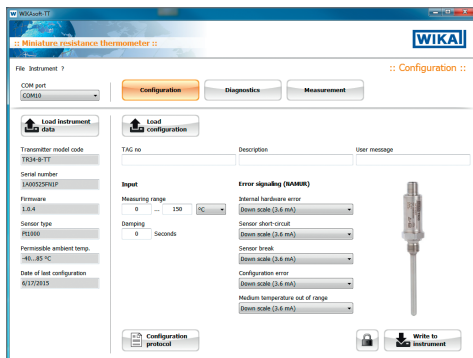 WIKAsoft-TT
:: Miniature resistance thermometer ::
WIKA
File Instrument ?
:: Configuration ::
COM port
COM10
Configuration
Diagnostics
Measurement
Load instrument data
Load configuration
Transmitter model code
TR34-B-TT
Serial number
1A00525FN1P
Firmware
1.0.4
Sensor type
Pt1000
Permissible ambient temp.
-40...85 ºC
Date of last configuration
6/17/2015
TAG no
Description
User message
Input
Measuring range
0 ... 150 ºC
Damping
0 Seconds
Error signaling (NAMUR)
Internal hardware error
Down scale (3.6 mA)
Sensor short-circuit
Down scale (3.6 mA)
Sensor break
Down scale (3.6 mA)
Configuration error
Down scale (3.6 mA)
Medium temperature out of range
Down scale (3.6 mA)
Configuration protocol
Write to instrument